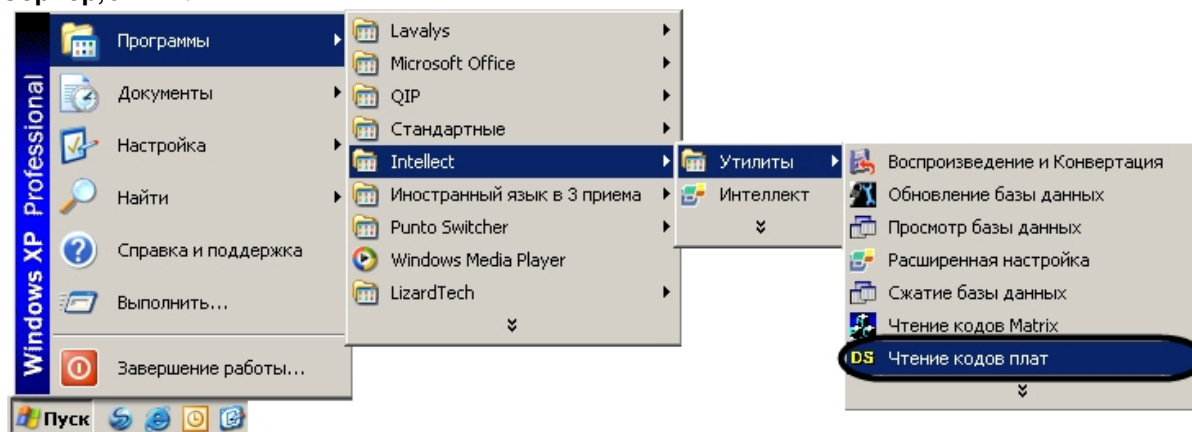 Программы
Документы
Настройка
Найти
Справка и поддержка
Выполнить...
Завершение работы...
Windows XP Professional
Пуск
Lavalys
Microsoft Office
QIP
Стандартные
Intellect
Иностранный язык в 3 приема
Punto Switcher
Windows Media Player
LizardTech
Утилиты
Интеллект
Воспроизведение и Конвертация
Обновление базы данных
Просмотр базы данных
Расширенная настройка
Сжатие базы данных
Чтение кодов Matrix
DS Чтение кодов плат